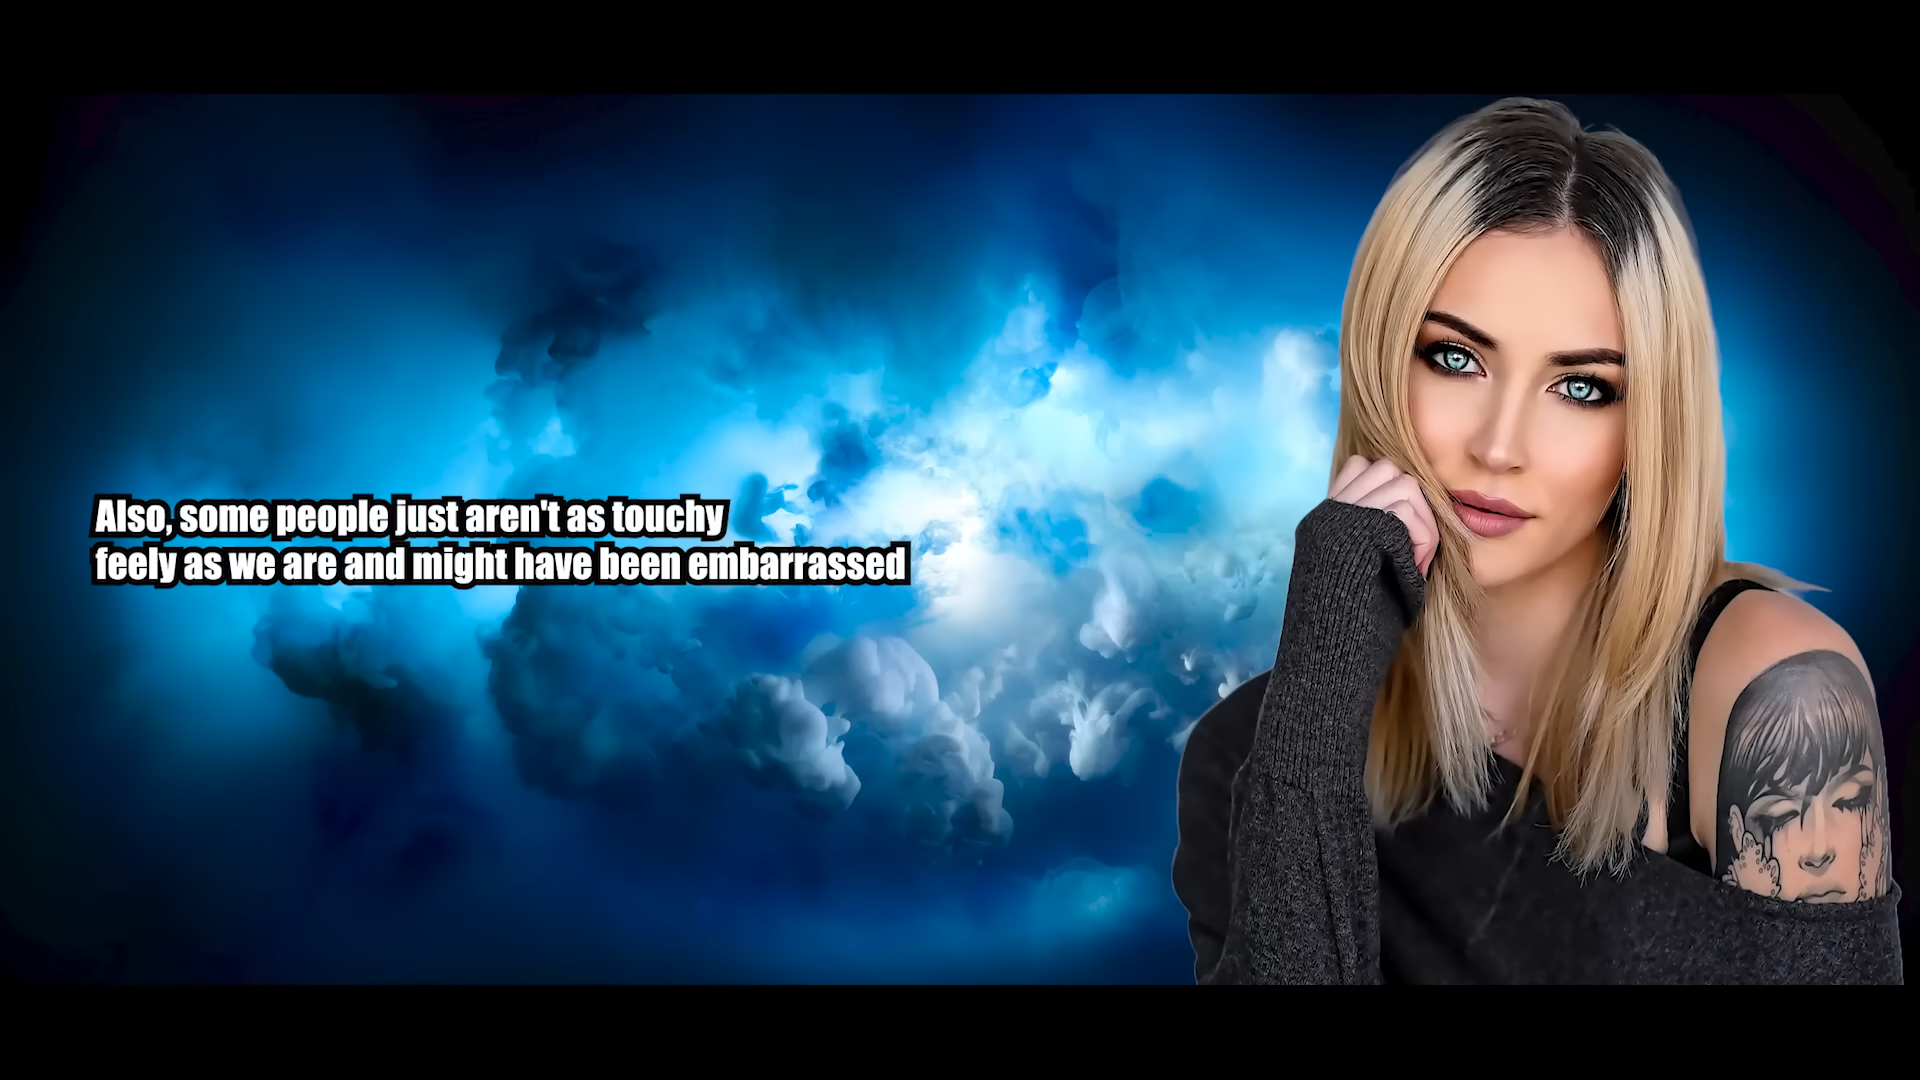 Also, some people just aren't as touchy
feely as we are and might have been embarrassed